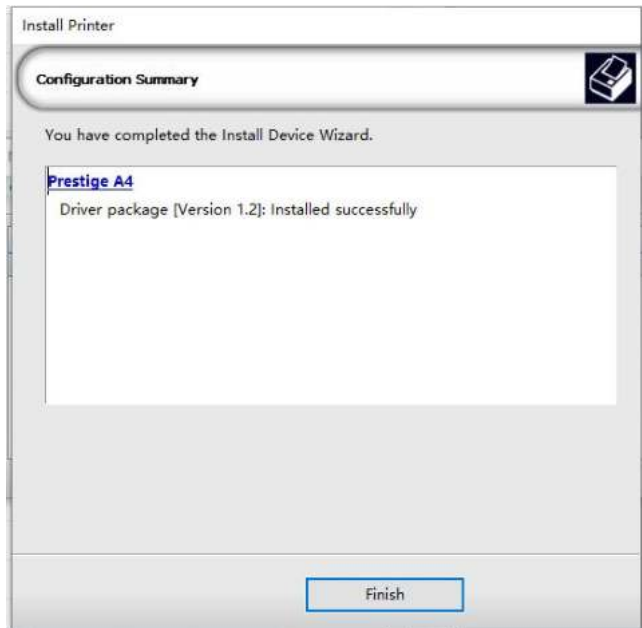 Install Printer
Configuration Summary
You have completed the Install Device Wizard.
Prestige A4
Driver package [Version 1.2]: Installed successfully
Finish